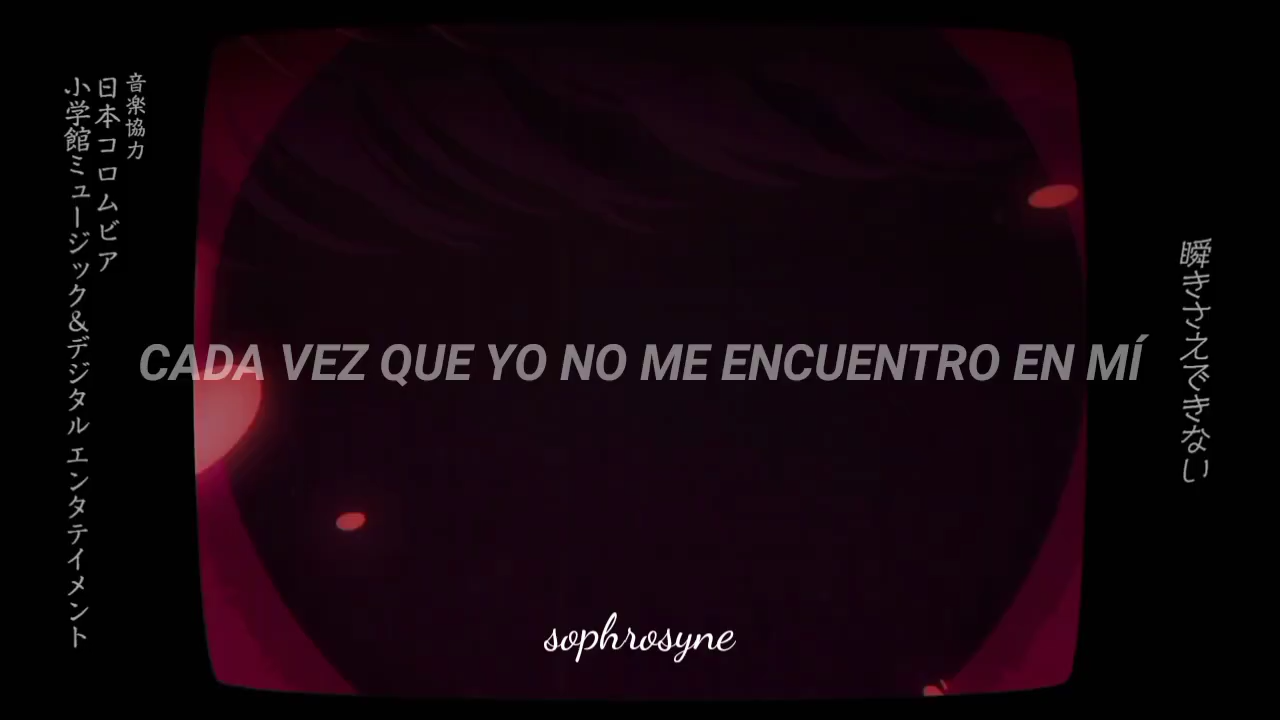 音楽協力
日本コロムビア
小学館ミュージック&デジタル エンタテイメント
CADA VEZ QUE YO NO ME ENCUENTRO EN MÍ
瞬きさえできない
sophrosyne